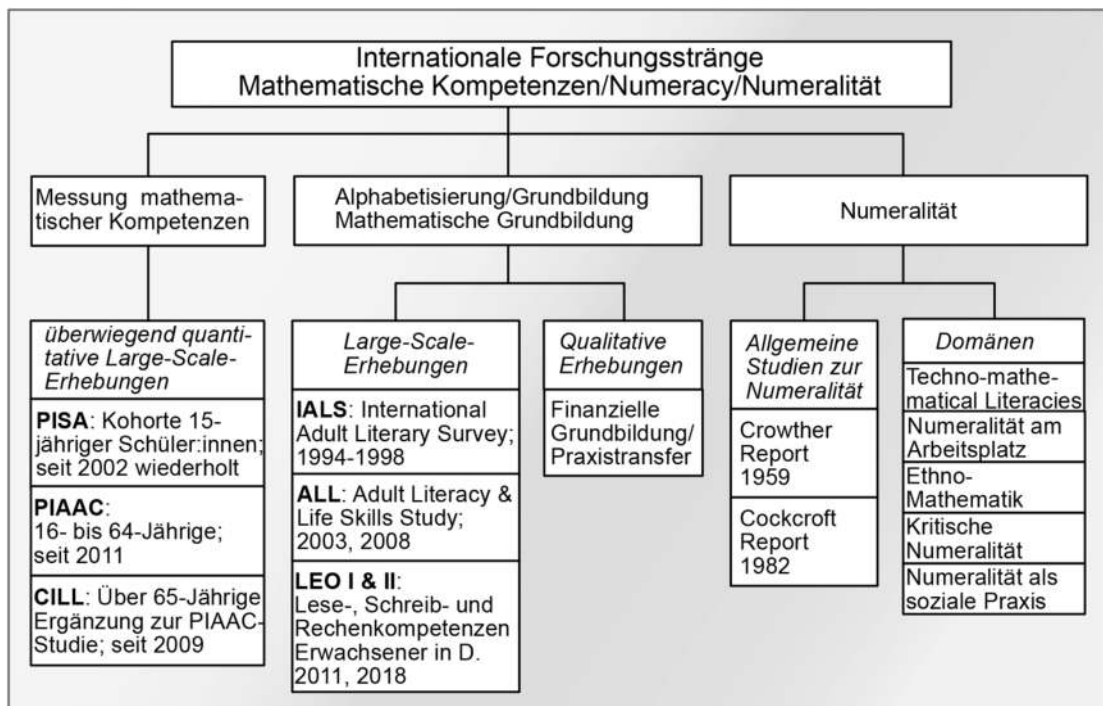 Internationale Forschungsstränge
Mathematische Kompetenzen/Numeracy/Numeralität
Messung mathema-
tischer Kompetenzen
Alphabetisierung/Grundbildung
Mathematische Grundbildung
Numeralität
überwiegend quanti-
tative Large-Scale-
Erhebungen
PISA: Kohorte 15-
jähriger Schüler:innen;
seit 2002 wiederholt
PIAAC:
16- bis 64-Jährige;
seit 2011
CILL: Über 65-Jährige
Ergänzung zur PIAAC-
Studie; seit 2009
Large-Scale-
Erhebungen
IALS: International
Adult Literary Survey;
1994-1998
ALL: Adult Literacy &
Life Skills Study;
2003, 2008
LEO I & II:
Lese-, Schreib- und
Rechenkompetenzen
Erwachsener in D.
2011, 2018
Qualitative
Erhebungen
Finanzielle
Grundbildung/
Praxistransfer
Allgemeine
Studien zur
Numeralität
Crowther
Report
1959
Cockcroft
Report
1982
Domänen
Techno-mathe-
matical Literacies
Numeralität am
Arbeitsplatz
Ethno-
Mathematik
Kritische
Numeralität
Numeralität als
soziale Praxis